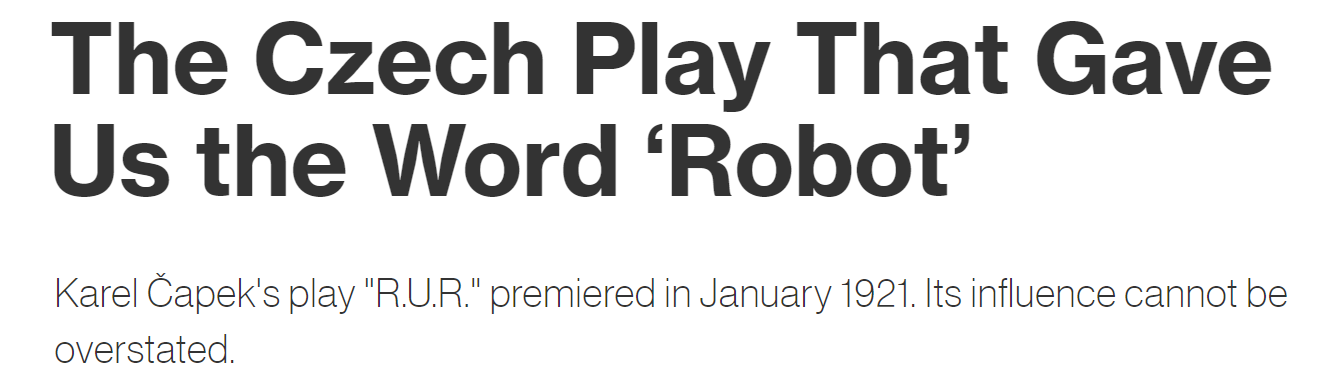 The Czech Play That Gave
Us the Word ‘Robot’
Karel Čapek's play "R.U.R." premiered in January 1921. Its influence cannot be
overstated.